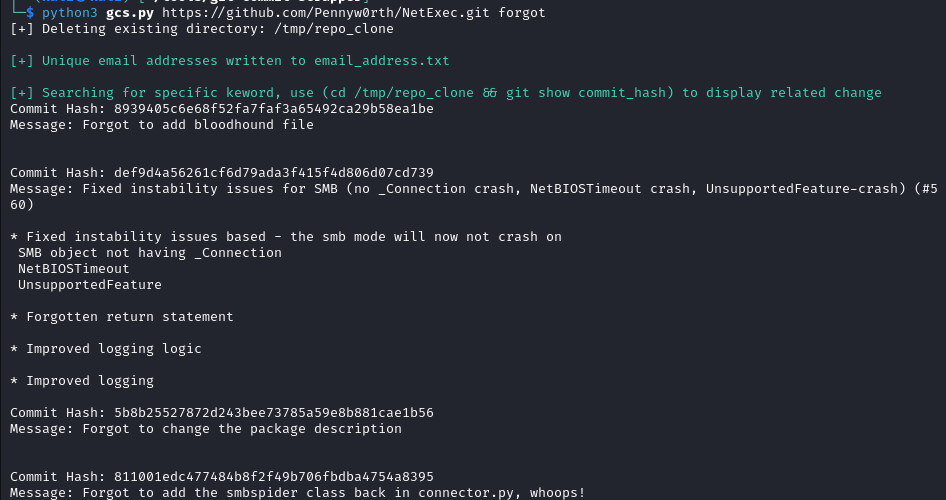 └─$ python3 gcs.py https://github.com/Pennyw0rth/NetExec.git forgot
[+] Deleting existing directory: /tmp/repo_clone
[+] Unique email addresses written to email_address.txt
[+] Searching for specific keword, use (cd /tmp/repo_clone && git show commit_hash) to display related change
Commit Hash: 8939405c6e68f52fa7faf3a65492ca29b58ea1be
Message: Forgot to add bloodhound file
Commit Hash: def9d4a56261cf6d79ada3f415f4d806d07cd739
Message: Fixed instability issues for SMB (no _Connection crash, NetBIOSTimeout crash, UnsupportedFeature-crash) (#5
60)
* Fixed instability issues based - the smb mode will now not crash on
SMB object not having _Connection
NetBIOSTimeout
UnsupportedFeature
* Forgotten return statement
* Improved logging logic
* Improved logging
Commit Hash: 5b8b25527872d243bee73785a59e8b881cae1b56
Message: Forgot to change the package description
Commit Hash: 811001edc477484b8f2f49b706fbdba4754a8395
Message: Forgot to add the smbspider class back in connector.py, whoops!